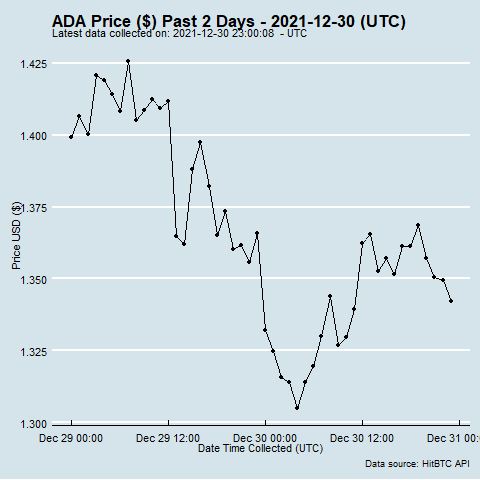 ADA Price ($) Past 2 Days - 2021-12-30 (UTC)
Latest data collected on: 2021-12-30 23:00:08 - UTC
1.425
1.400
1.375
1.350
1.325
1.300
Price USD ($)
Dec 29 00:00 Dec 29 12:00 Dec 30 00:00 Dec 30 12:00 Dec 31 00
Date Time Collected (UTC)
Data source: HitBTC API